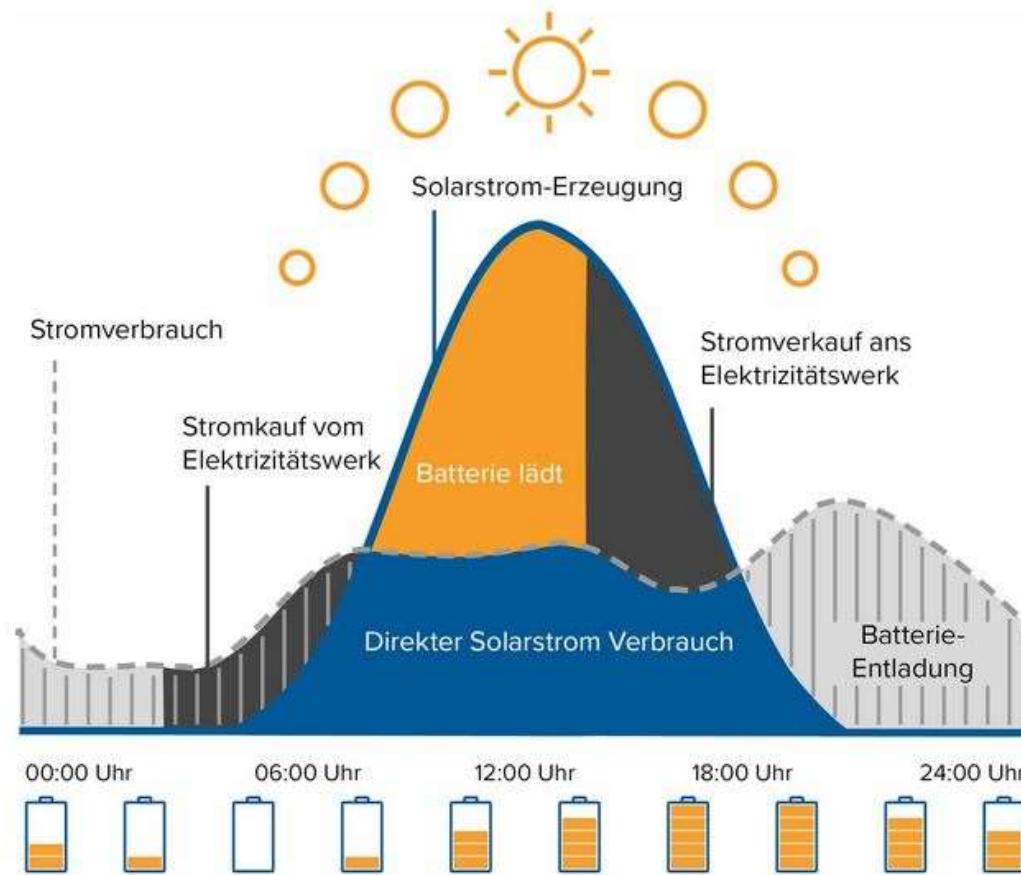 Solarstrom-Erzeugung
Stromverbrauch
Stromverkauf ans
Elektrizitätswerk
Stromkauf vom
Elektrizitätswerk
Batterie lädt
Direkter Solarstrom Verbrauch
Batterie-
Entladung
00:00 Uhr 06:00 Uhr 12:00 Uhr 18:00 Uhr 24:00 Uhr